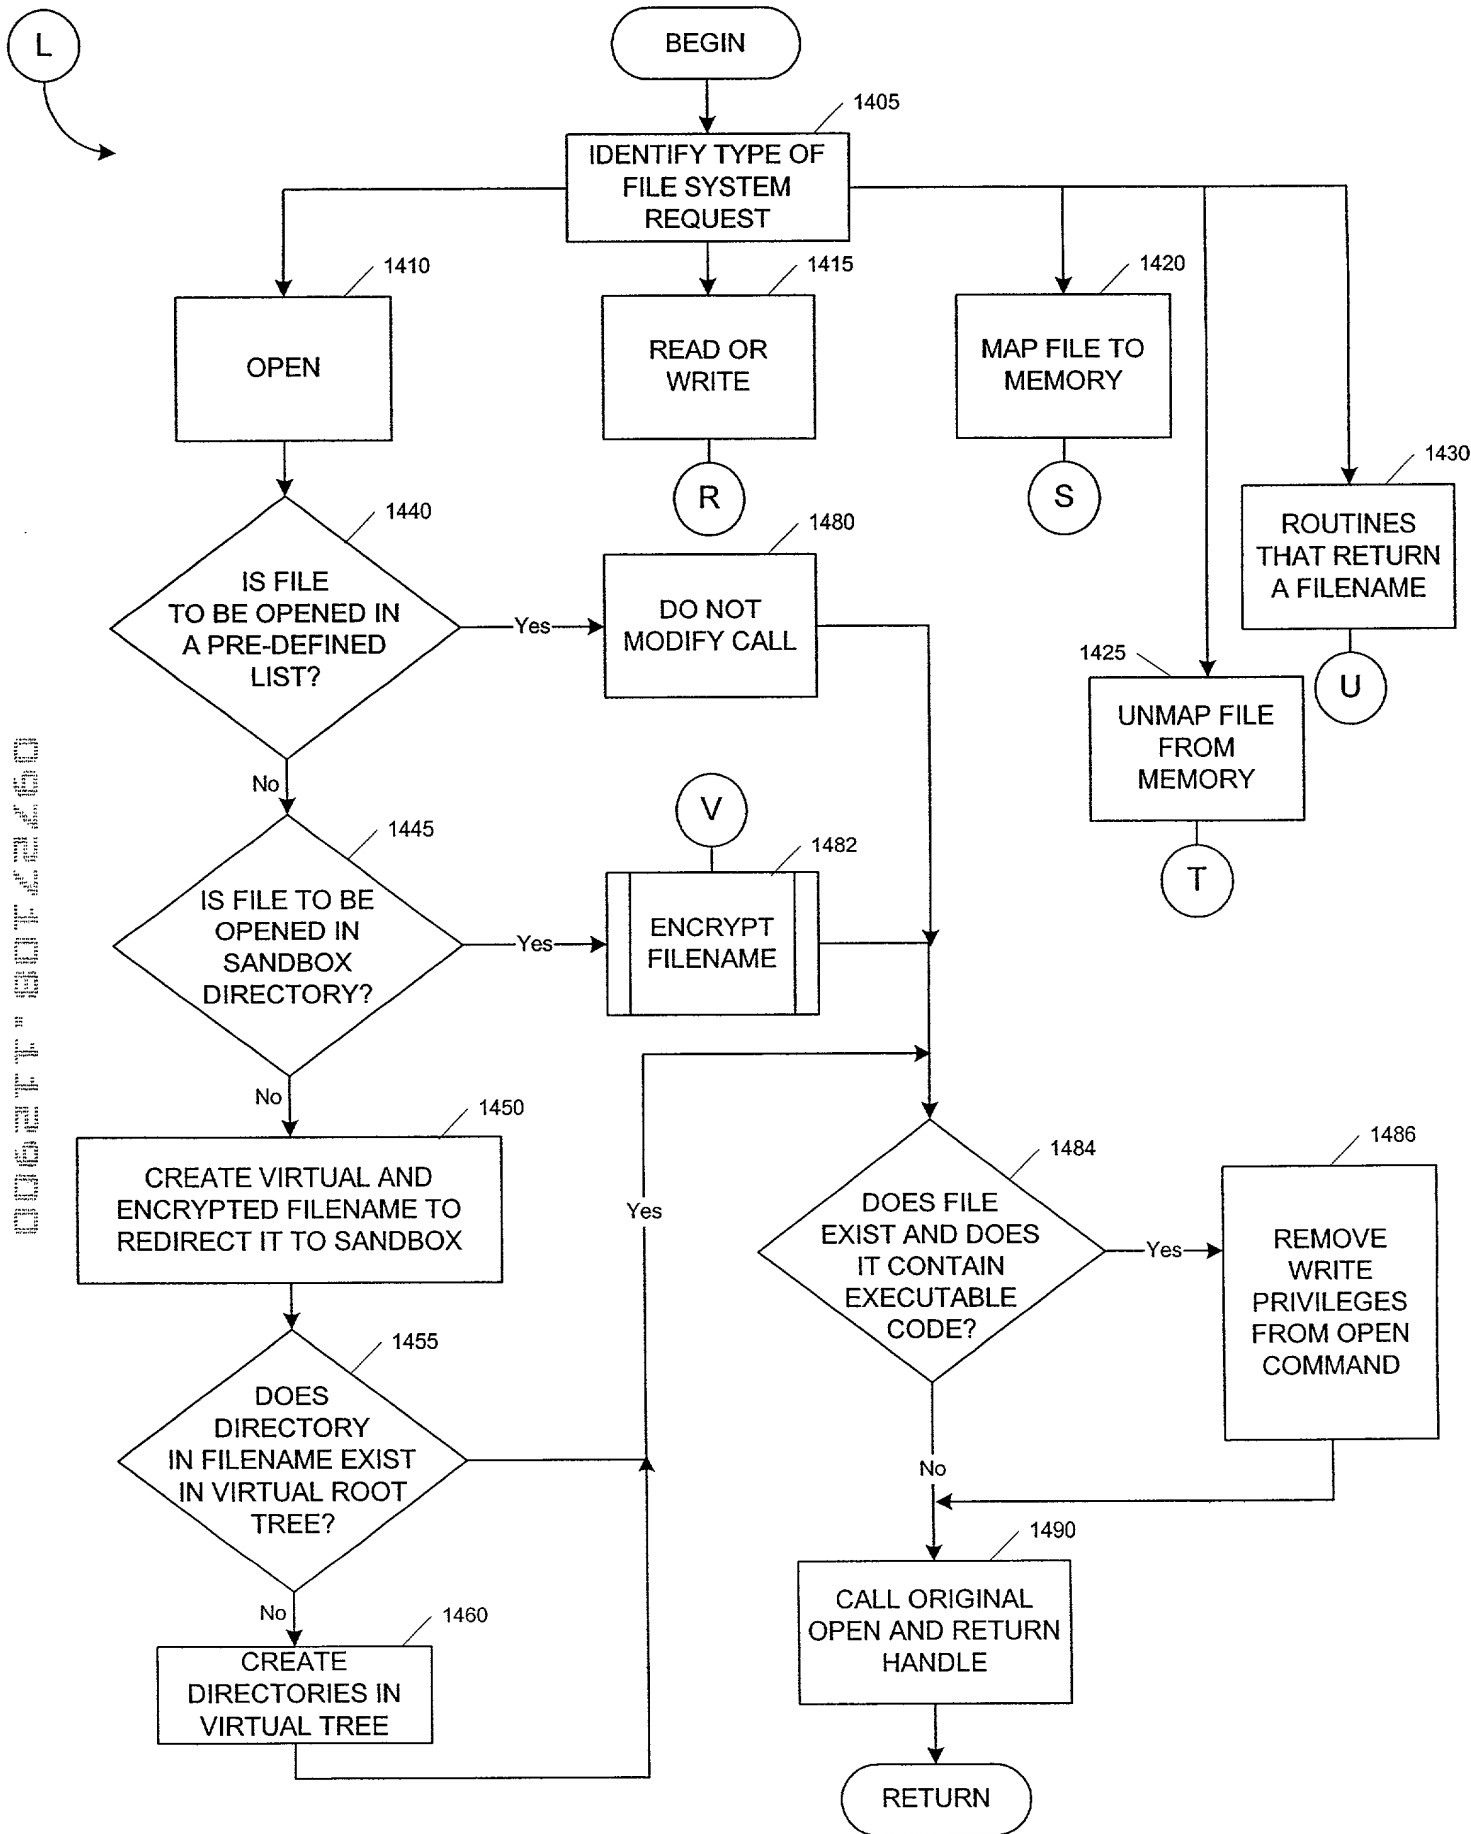 L
BEGIN
1405
IDENTIFY TYPE OF
FILE SYSTEM
REQUEST
1410
OPEN
1415
READ OR
WRITE
R
1420
MAP FILE TO
MEMORY
S
1430
ROUTINES
THAT RETURN
A FILENAME
U
1425
UNMAP FILE
FROM
MEMORY
T
1440
IS FILE
TO BE OPENED IN
A PRE-DEFINED
LIST?
Yes
1480
DO NOT
MODIFY CALL
No
1445
IS FILE TO BE
OPENED IN
SANDBOX
DIRECTORY?
Yes
V
1482
ENCRYPT
FILENAME
No
1450
CREATE VIRTUAL AND
ENCRYPTED FILENAME TO
REDIRECT IT TO SANDBOX
Yes
1455
DOES
DIRECTORY
IN FILENAME EXIST
IN VIRTUAL ROOT
TREE?
No
1460
CREATE
DIRECTORIES IN
VIRTUAL TREE
1484
DOES FILE
EXIST AND DOES
IT CONTAIN
EXECUTABLE
CODE?
Yes
1486
REMOVE
WRITE
PRIVILEGES
FROM OPEN
COMMAND
No
1490
CALL ORIGINAL
OPEN AND RETURN
HANDLE
RETURN
09727108.112900